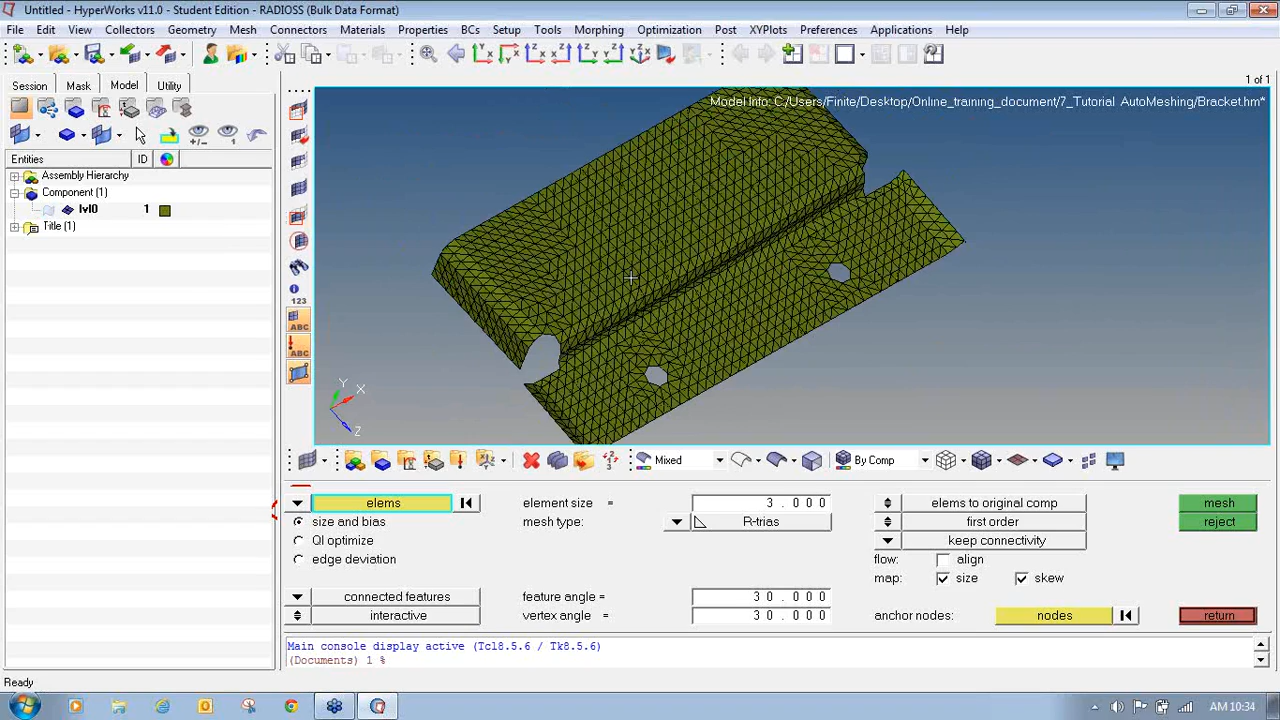 Untitled - HyperWorks v11.0 - Student Edition - RADIOSS (Bulk Data Format)
File Edit View Collectors Geometry Mesh Connectors Materials Properties BCs Setup Tools Morphing Optimization Post XYPlots Preferences Applications Help
Session Mask Model Utility
1 of 1
Model Info: C:/Users/Finite/Desktop/Online_training_document/7_Tutorial AutoMeshing/Bracket.hm*
Entities ID
Assembly Hierarchy
Component (1)
lvl0 1
Title (1)
123
ABC
ABC
Y X
Z
Mixed By Comp
elems element size = 3.000 elems to original comp mesh
size and bias mesh type: R-trias first order reject
QI optimize keep connectivity
edge deviation flow: align
map: size skew
connected features feature angle = 30.000
interactive vertex angle = 30.000 anchor nodes: nodes return
Main console display active (Tcl8.5.6 / Tk8.5.6)
(Documents) 1 %
Ready
AM 10:34